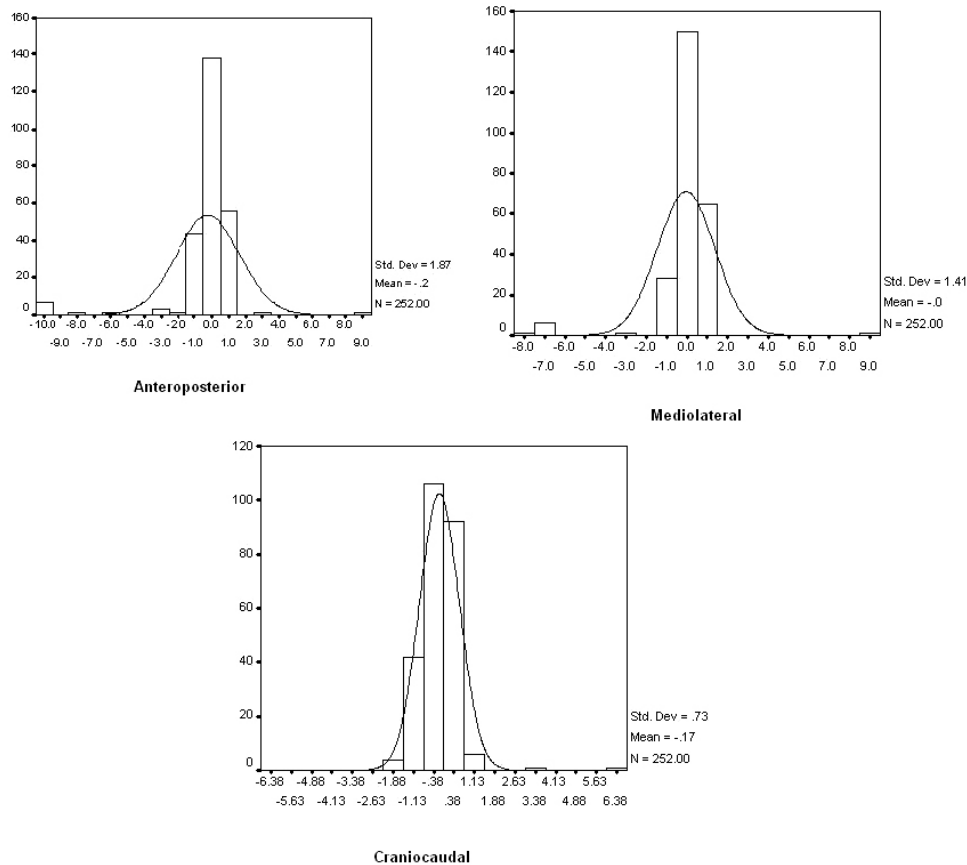 160
140
120
100
80
60
40
20
0
-10.0 -8.0 -6.0 -4.0 -2.0 0.0 2.0 4.0 6.0 8.0
-9.0 -7.0 -5.0 -3.0 -1.0 1.0 3.0 5.0 7.0 9.0
Std. Dev = 1.87
Mean = -.2
N = 252.00
Anteroposterior
160
140
120
100
80
60
40
20
0
-8.0 -6.0 -4.0 -2.0 0.0 2.0 4.0 6.0 8.0
-7.0 -5.0 -3.0 -1.0 1.0 3.0 5.0 7.0 9.0
Std. Dev = 1.41
Mean = -.0
N = 252.00
Mediolateral
120
100
80
60
40
20
0
-6.38 -4.88 -3.38 -1.88 -.38 1.13 2.63 4.13 5.63
-5.63 -4.13 -2.63 -1.13 .38 1.88 3.38 4.88 6.38
Std. Dev = .73
Mean = -.17
N = 252.00
Craniocaudal